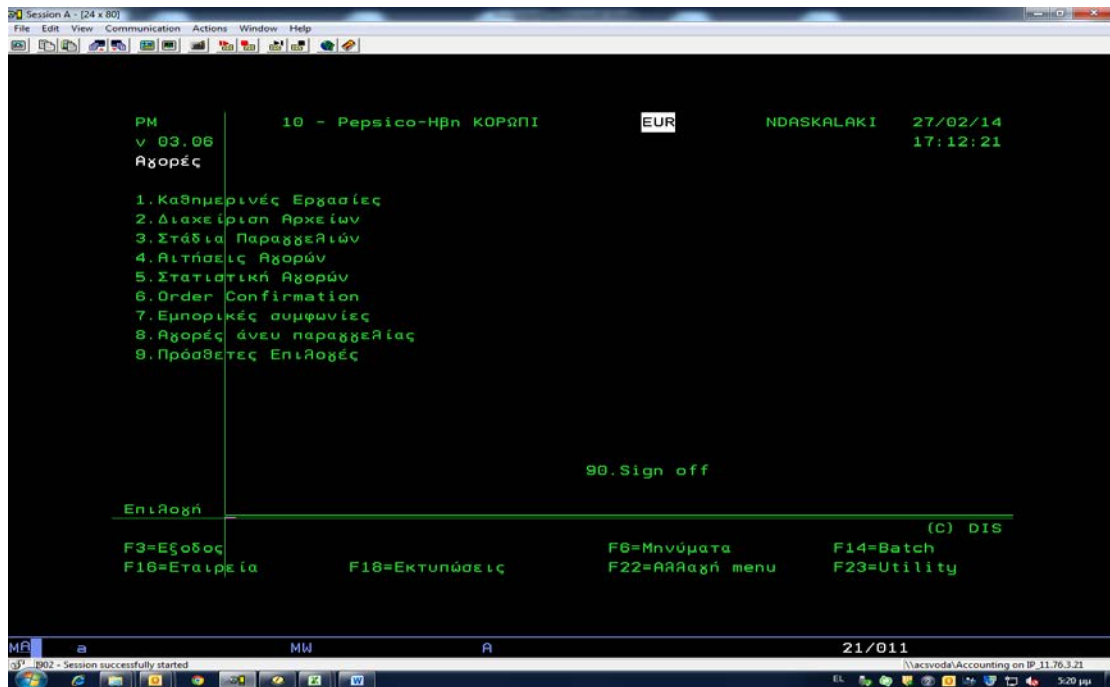 Session A - [24 x 80]
File Edit View Communication Actions Window Help
PM 10 - Pepsico-Ηβη ΚΟΡΩΠΙ EUR NDASKALAKI 27/02/14
v 03.06 17:12:21
Αγορές
1.Καθημερινές Εργασίες
2.Διαχείριση Αρχείων
3.Στάδια Παραγγελιών
4.Αιτήσεις Αγορών
5.Στατιστική Αγορών
6.Order Confirmation
7.Εμπορικές συμφωνίες
8.Αγορές άνευ παραγγελίας
9.Πρόσθετες Επιλογές
90.Sign off
Επιλογή
(C) DIS
F3=Εξοδος F6=Μηνύματα F14=Batch
F16=Εταιρεία F18=Εκτυπώσεις F22=Αλλαγή menu F23=Utility
MA a MW A 21/011
I902 - Session successfully started \\acsvoda\Accounting on IP_11.76.3.21
EL 5:20 μμ